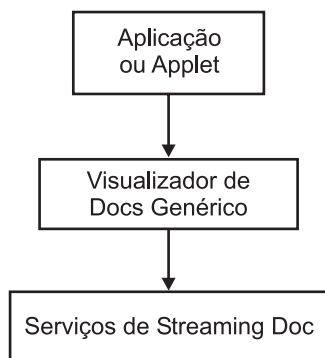 Aplicação
ou Applet
Visualizador de
Docs Genérico
Serviços de Streaming Doc